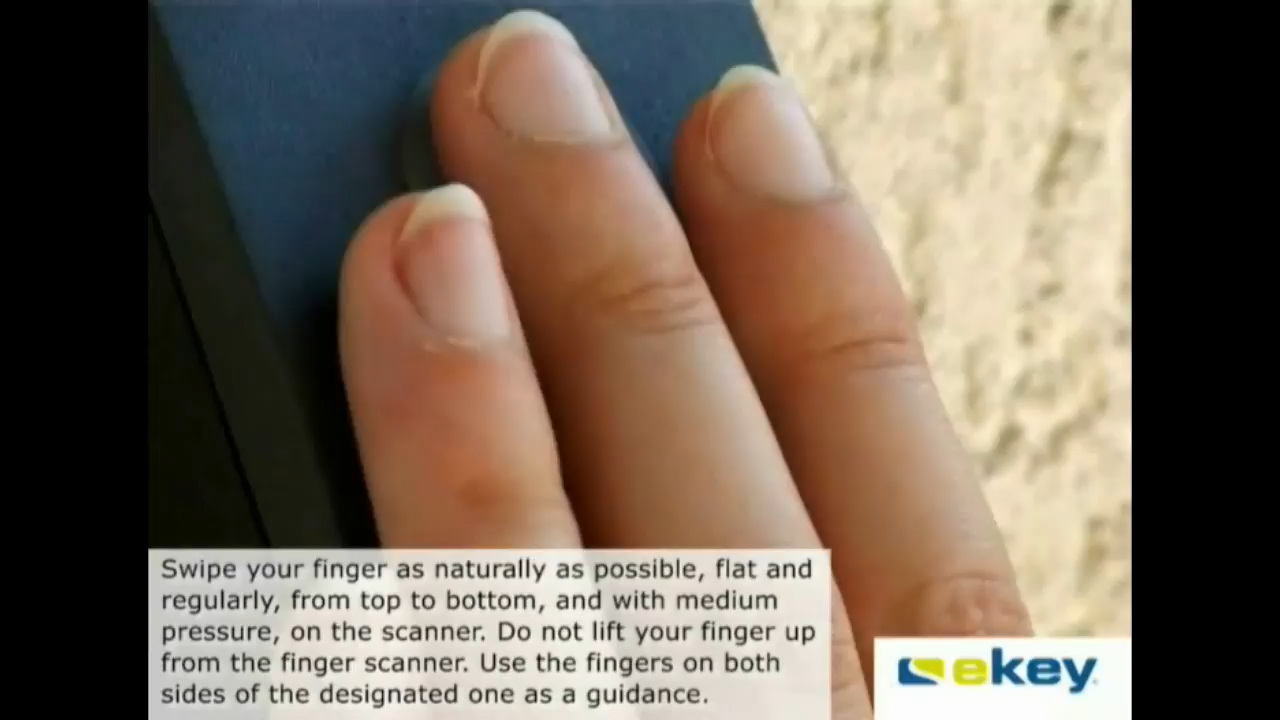 Swipe your finger as naturally as possible, flat and
regularly, from top to bottom, and with medium
pressure, on the scanner. Do not lift your finger up
from the finger scanner. Use the fingers on both
sides of the designated one as a guidance.
ekey